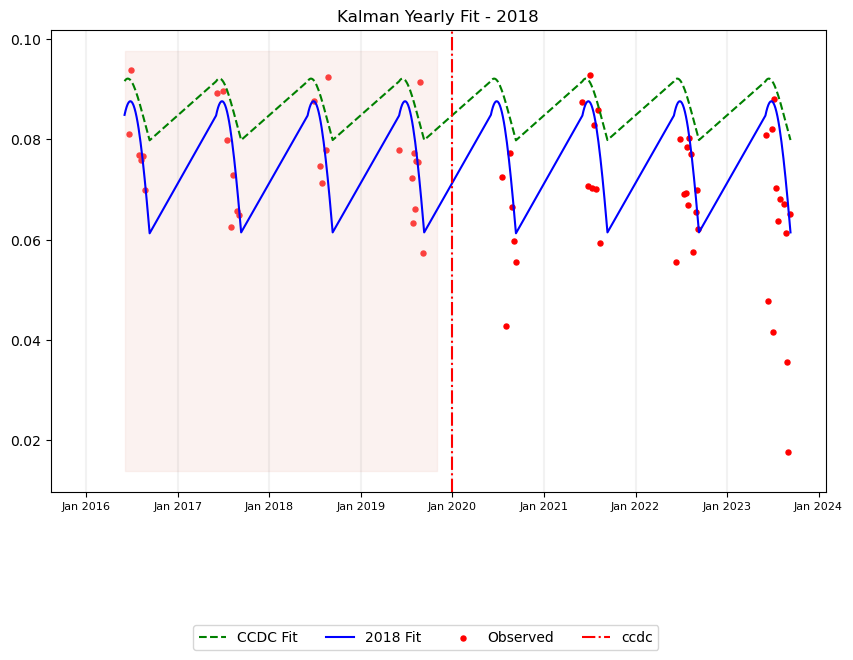 Kalman Yearly Fit - 2018
0.10
0.08
0.06
0.04
0.02
Jan 2016 Jan 2017 Jan 2018 Jan 2019 Jan 2020 Jan 2021 Jan 2022 Jan 2023 Jan 2024
CCDC Fit 2018 Fit Observed ccdc